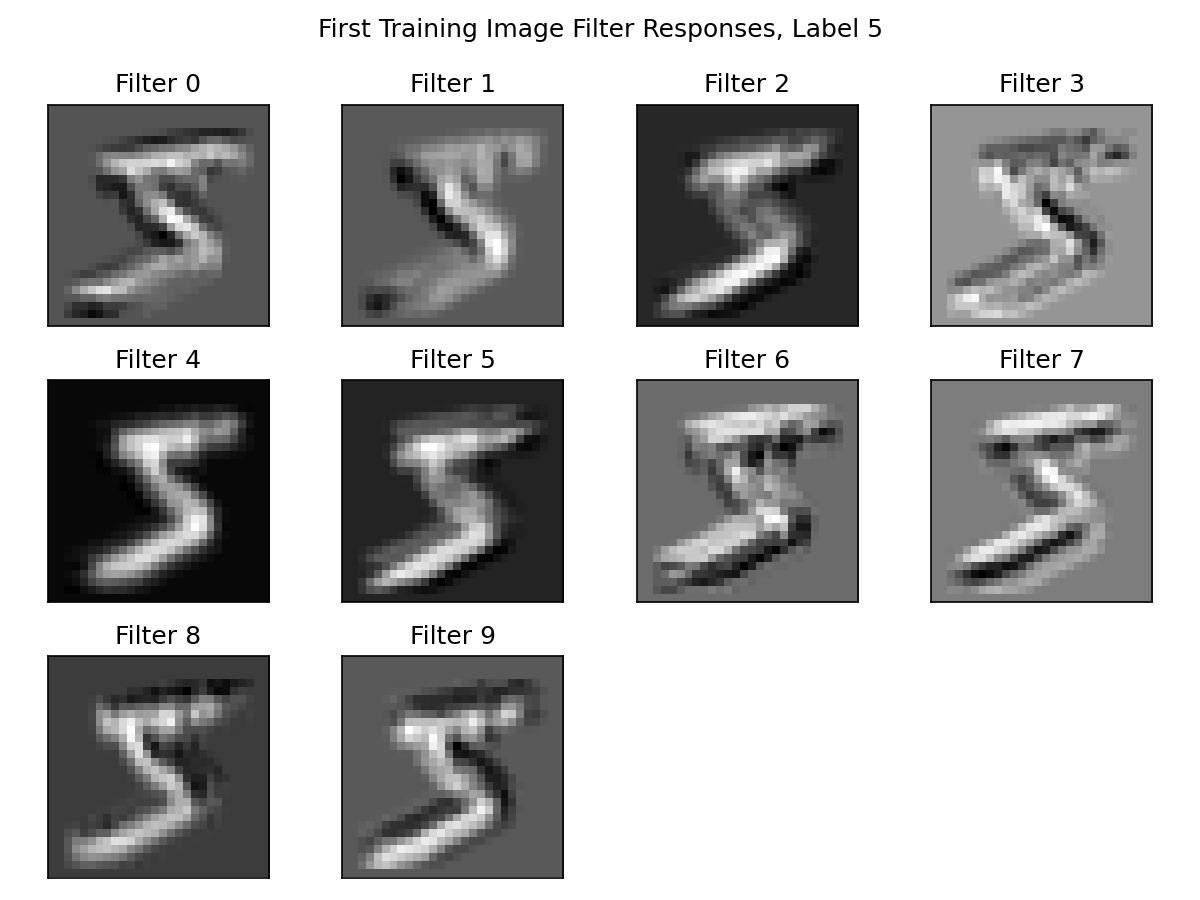 First Training Image Filter Responses, Label 5
Filter 0
Filter 1
Filter 2
Filter 3
Filter 4
Filter 5
Filter 6
Filter 7
Filter 8
Filter 9